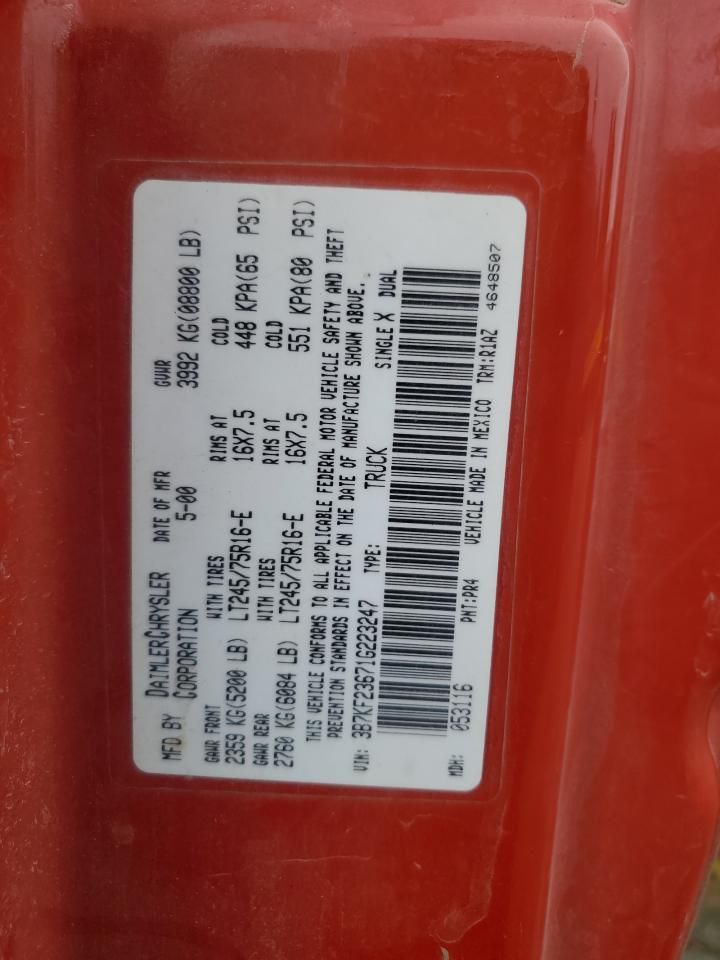 MFD BY DAIMLERCHRYSLER CORPORATION DATE OF MFR 5-00 GVWR 3992 KG(08800 LB)
GAWR FRONT WITH TIRES RIMS AT COLD
2359 KG(5200 LB) LT245/75R16-E 16X7.5 448 KPA(65 PSI)
GAWR REAR WITH TIRES RIMS AT COLD
2760 KG(6084 LB) LT245/75R16-E 16X7.5 551 KPA(80 PSI)
THIS VEHICLE CONFORMS TO ALL APPLICABLE FEDERAL MOTOR VEHICLE SAFETY AND THEFT
PREVENTION STANDARDS IN EFFECT ON THE DATE OF MANUFACTURE SHOWN ABOVE.
VIN: 3B7KF23671G223247 TYPE: TRUCK SINGLE X DUAL
MDH: 053116 PNT:PR4 VEHICLE MADE IN MEXICO TRM:R1AZ 4648507